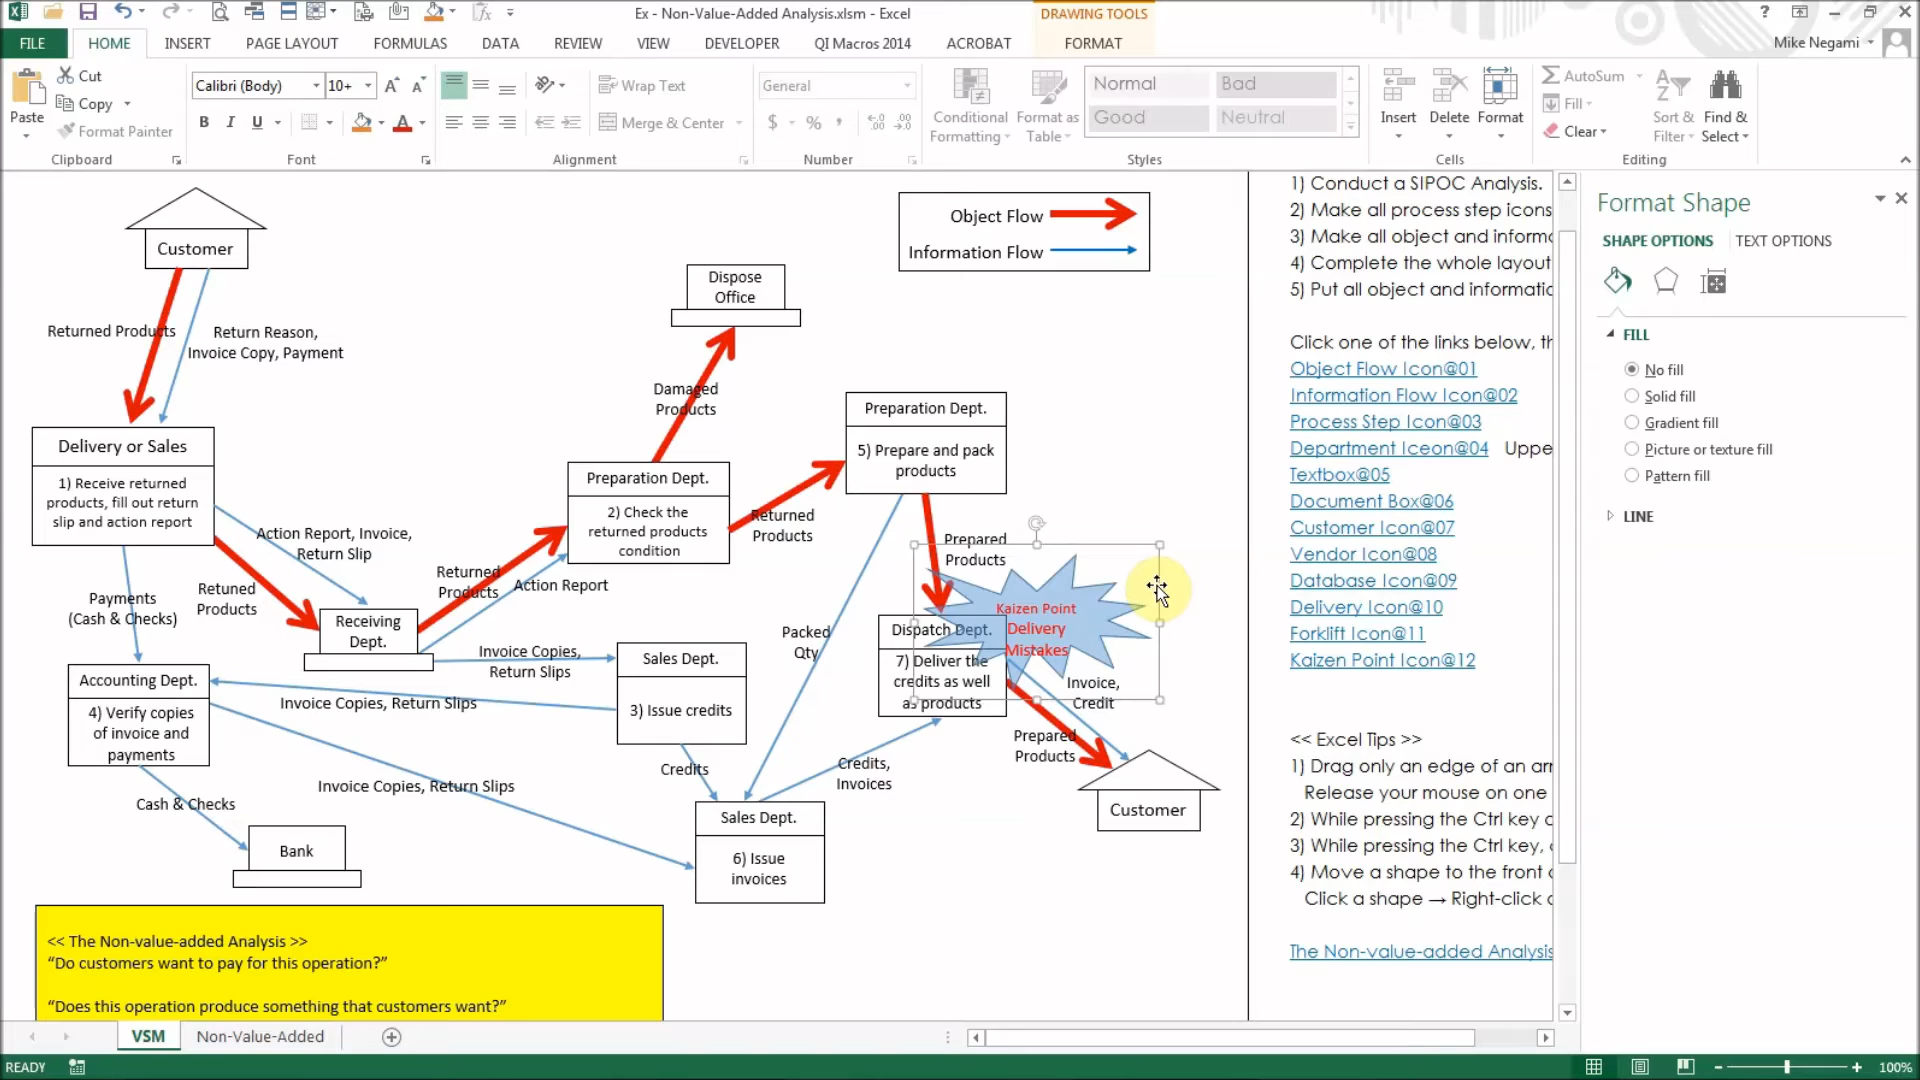 Ex - Non-Value-Added Analysis.xlsm - Excel
DRAWING TOOLS
FILE
HOME
INSERT
PAGE LAYOUT
FORMULAS
DATA
REVIEW
VIEW
DEVELOPER
QI Macros 2014
ACROBAT
FORMAT
Mike Negami
Paste
Cut
Copy
Format Painter
Clipboard
Calibri (Body)
10+
B I U
Font
Wrap Text
Merge & Center
Alignment
General
$ % ,
Number
Conditional
Formatting
Format as
Table
Normal
Bad
Good
Neutral
Styles
Insert
Delete
Format
Cells
AutoSum
Fill
Clear
Sort &
Filter
Find &
Select
Editing
Customer
Returned Products
Return Reason,
Invoice Copy, Payment
Object Flow
Information Flow
Dispose
Office
Damaged
Products
Delivery or Sales
1) Receive returned
products, fill out return
slip and action report
Action Report, Invoice,
Return Slip
Retuned
Products
Payments
(Cash & Checks)
Receiving
Dept.
Returned
Products
Action Report
Preparation Dept.
2) Check the
returned products
condition
Returned
Products
Preparation Dept.
5) Prepare and pack
products
Prepared
Products
Packed
Qty
Kaizen Point
Delivery
Mistakes
Dispatch Dept.
7) Deliver the
credits as well
as products
Invoice,
Credit
Prepared
Products
Customer
Invoice Copies,
Return Slips
Sales Dept.
3) Issue credits
Accounting Dept.
4) Verify copies
of invoice and
payments
Invoice Copies, Return Slips
Invoice Copies, Return Slips
Credits
Credits,
Invoices
Cash & Checks
Bank
Sales Dept.
6) Issue
invoices
<< The Non-value-added Analysis >>
“Do customers want to pay for this operation?”
“Does this operation produce something that customers want?”
1) Conduct a SIPOC Analysis.
2) Make all process step icons
3) Make all object and inform
4) Complete the whole layout
5) Put all object and informatio
Click one of the links below, th
Object Flow Icon@01
Information Flow Icon@02
Process Step Icon@03
Department Iceon@04 Uppe
Textbox@05
Document Box@06
Customer Icon@07
Vendor Icon@08
Database Icon@09
Delivery Icon@10
Forklift Icon@11
Kaizen Point Icon@12
<< Excel Tips >>
1) Drag only an edge of an arr
Release your mouse on one
2) While pressing the Ctrl key
3) While pressing the Ctrl key,
4) Move a shape to the front
Click a shape → Right-click
The Non-value-added Analysis
Format Shape
SHAPE OPTIONS
TEXT OPTIONS
FILL
No fill
Solid fill
Gradient fill
Picture or texture fill
Pattern fill
LINE
VSM
Non-Value-Added
READY
100%